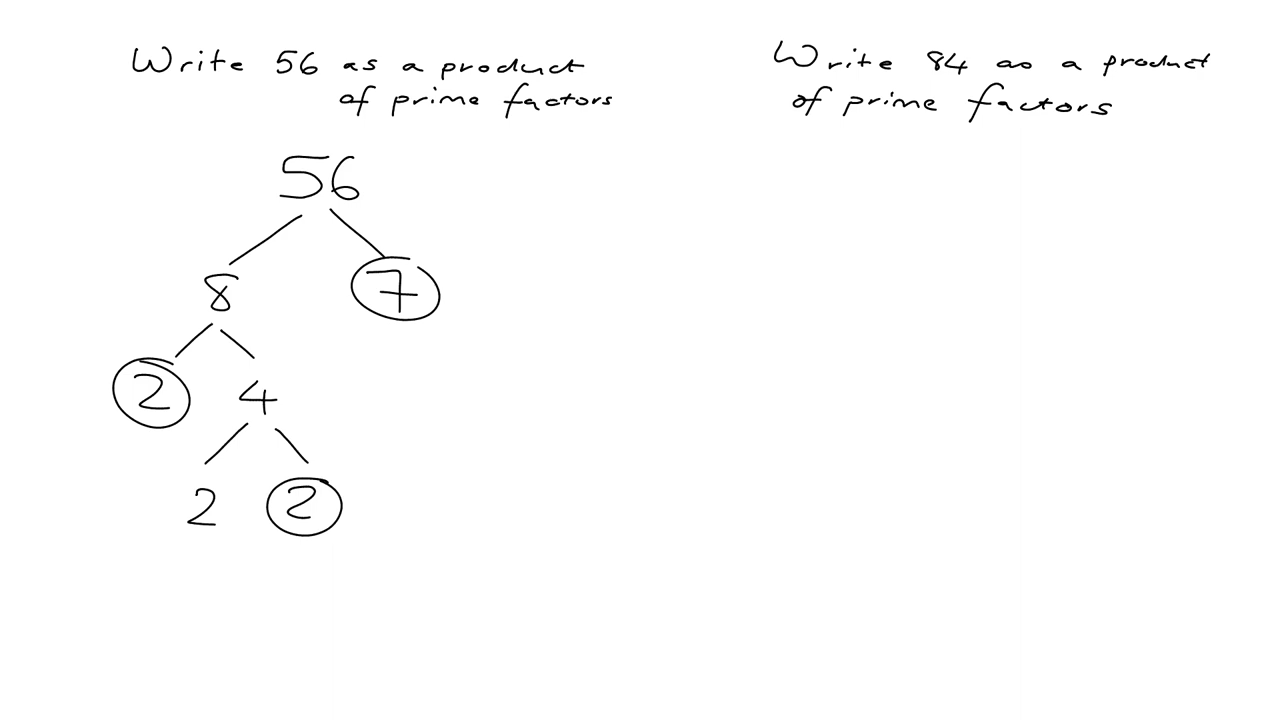 Write 56 as a product
of prime factors
56
8 7
2 4
2 2
Write 84 as a product
of prime factors